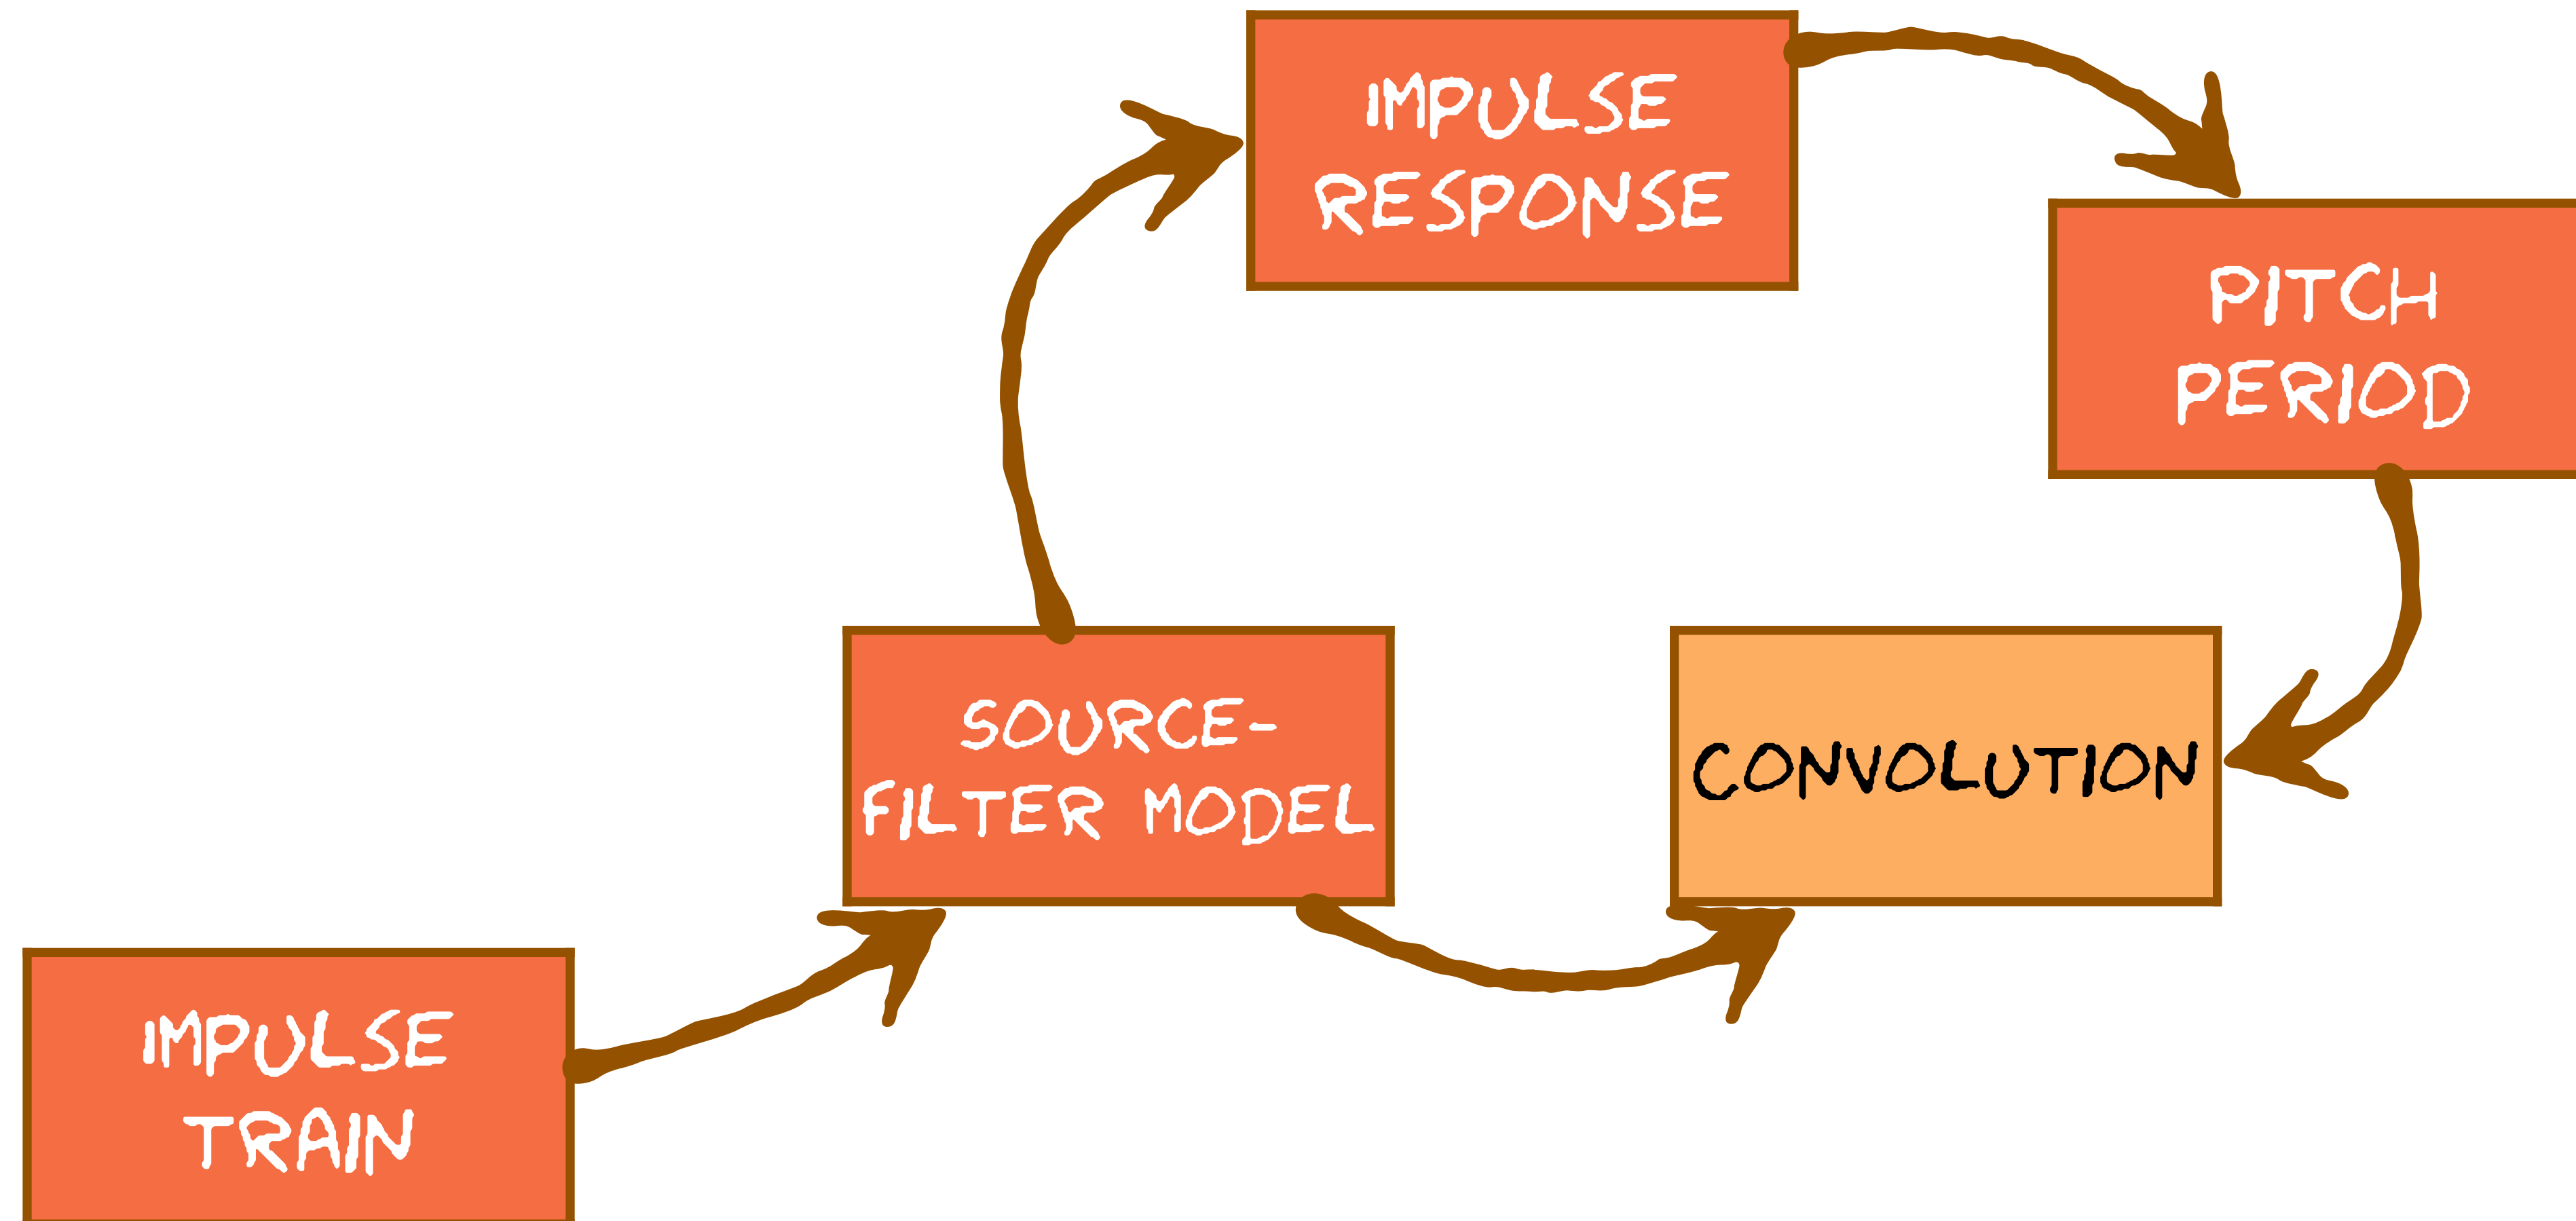 IMPULSE
RESPONSE
PITCH
PERIOD
SOURCE-
FILTER MODEL
CONVOLUTION
IMPULSE
TRAIN